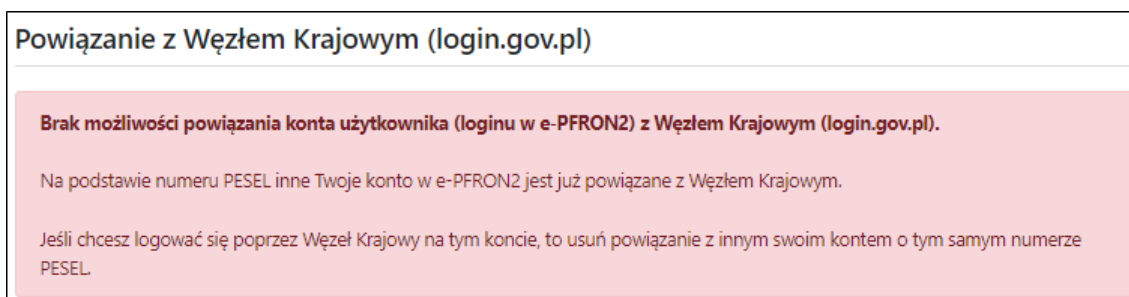 Powiązanie z Węzłem Krajowym (login.gov.pl)
Brak możliwości powiązania konta użytkownika (loginu w e-PFRON2) z Węzłem Krajowym (login.gov.pl).
Na podstawie numeru PESEL inne Twoje konto w e-PFRON2 jest już powiązane z Węzłem Krajowym.
Jeśli chcesz logować się poprzez Węzeł Krajowy na tym koncie, to usuń powiązanie z innym swoim kontem o tym samym numerze
PESEL.